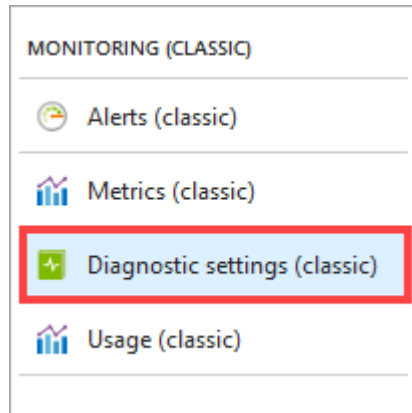 MONITORING (CLASSIC)
Alerts (classic)
Metrics (classic)
Diagnostic settings (classic)
Usage (classic)